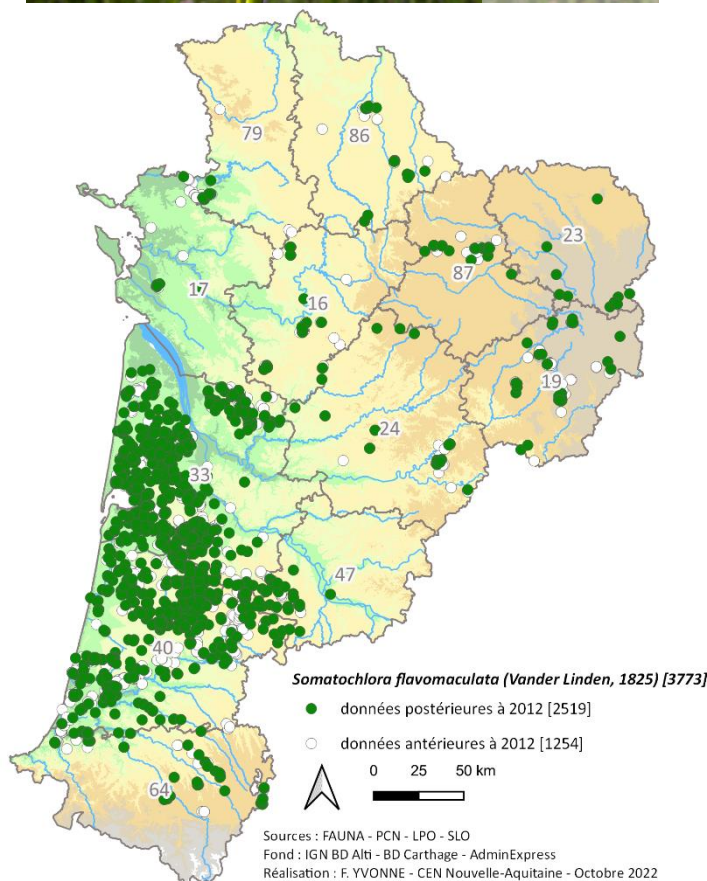 79
86
23
87
17
16
19
24
33
47
40
Somatochlora flavomaculata (Vander Linden, 1825) [3773]
données postérieures à 2012 [2519]
données antérieures à 2012 [1254]
0 25 50 km
64
Sources : FAUNA - PCN - LPO - SLO
Fond : IGN BD Alti - BD Carthage - AdminExpress
Réalisation : F. YVONNE - CEN Nouvelle-Aquitaine - Octobre 2022